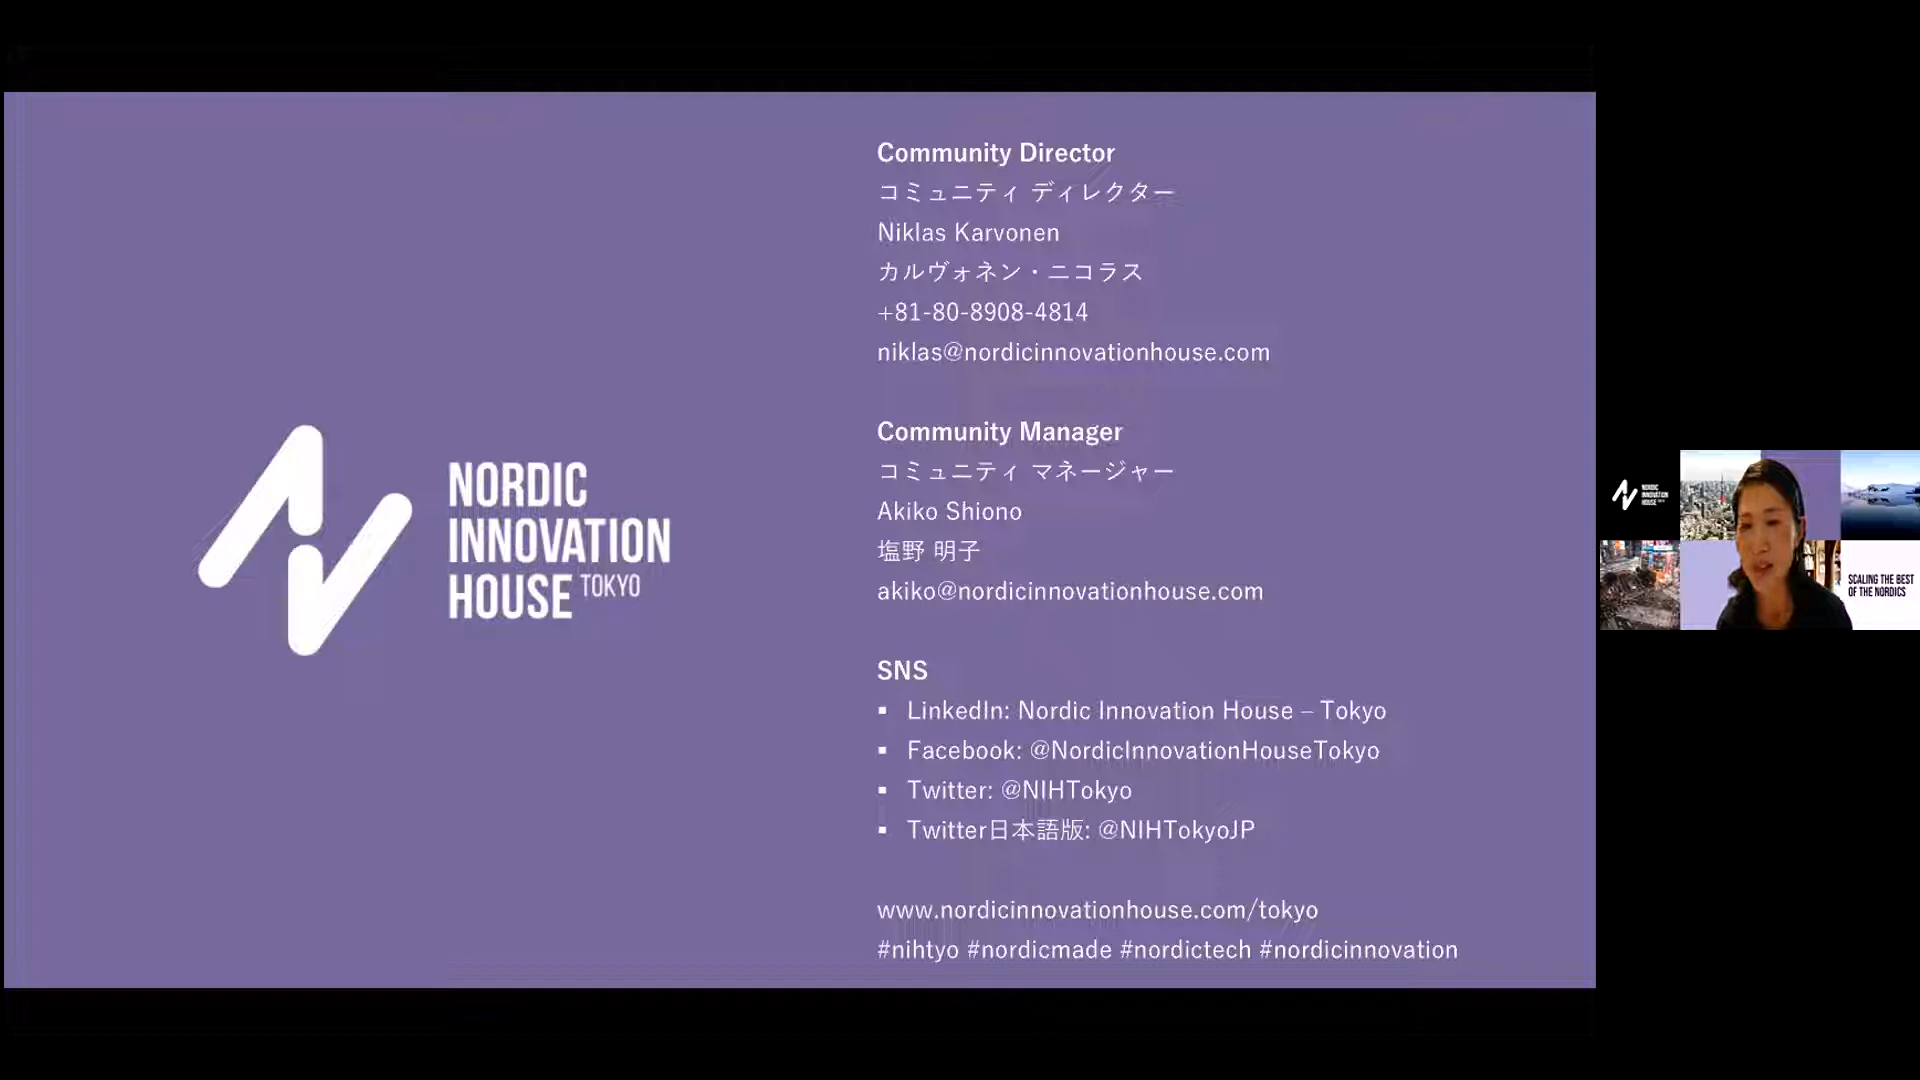 NORDIC
INNOVATION
HOUSE TOKYO
Community Director
コミュニティ ディレクター
Niklas Karvonen
カルヴォネン・ニコラス
+81-80-8908-4814
niklas@nordicinnovationhouse.com
Community Manager
コミュニティ マネージャー
Akiko Shiono
塩野 明子
akiko@nordicinnovationhouse.com
SNS
▪ LinkedIn: Nordic Innovation House – Tokyo
▪ Facebook: @NordicInnovationHouseTokyo
▪ Twitter: @NIHTokyo
▪ Twitter日本語版: @NIHTokyoJP
www.nordicinnovationhouse.com/tokyo
#nihtyo #nordicmade #nordictech #nordicinnovation
NORDIC
INNOVATION
HOUSE
SCALING THE BEST
OF THE NORDICS